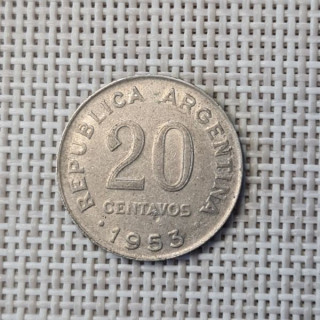 REPUBLICA ARGENTINA
20
CENTAVOS
1953